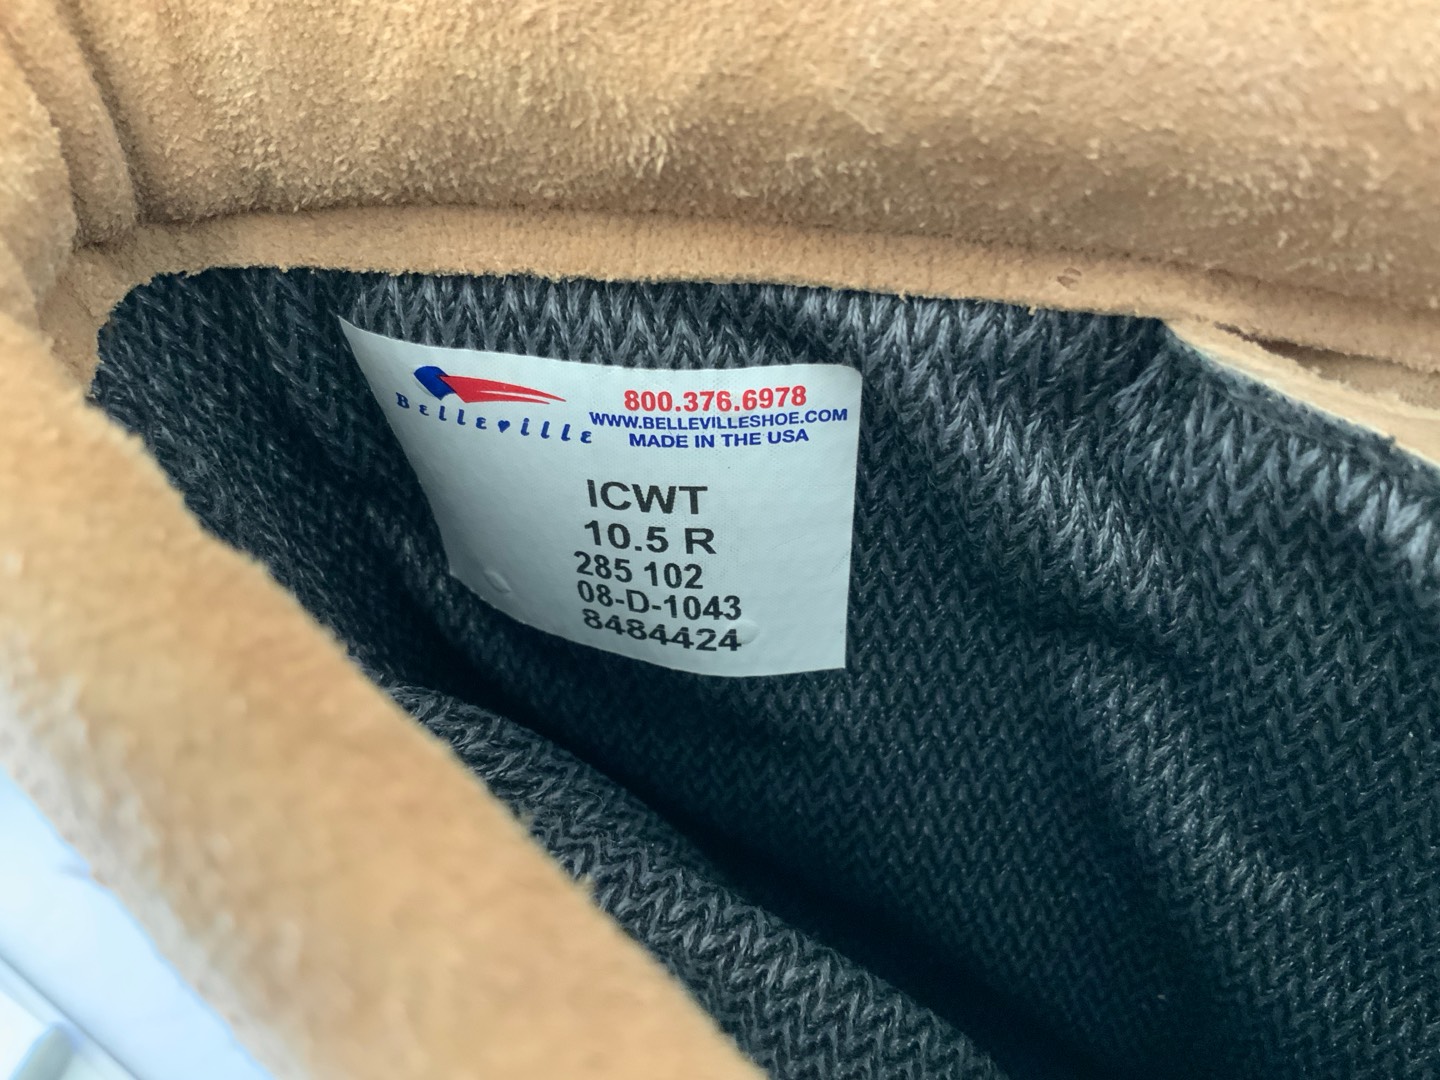 Belleville
800.376.6978
WWW.BELLEVILLESHOE.COM
MADE IN THE USA
ICWT
10.5 R
285 102
08-D-1043
8484424